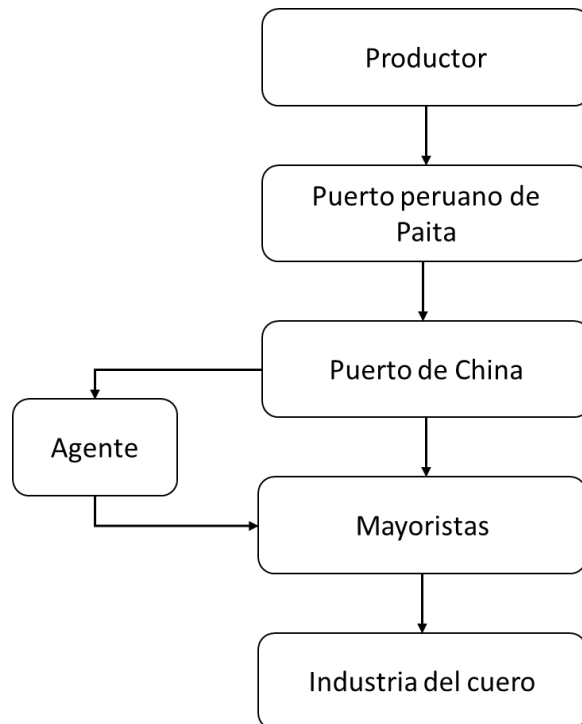 Productor
Puerto peruano de
Paita
Puerto de China
Agente
Mayoristas
Industria del cuero